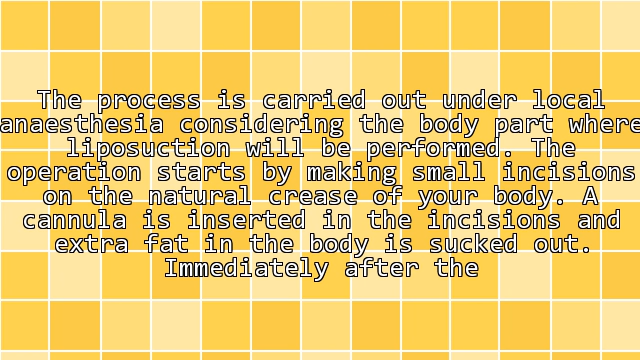 The process is carried out under local
anaesthesia considering the body part where
liposuction will be performed. The
operation starts by making small incisions
on the natural crease of your body. A
cannula is inserted in the incisions and
extra fat in the body is sucked out.
Immediately after the